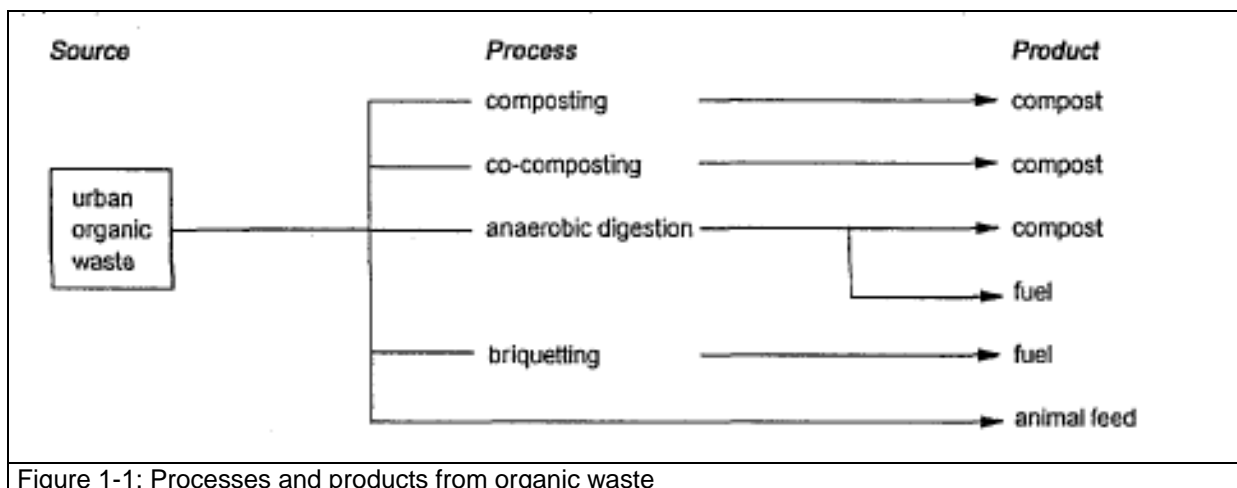 Source Process Product
composting compost
co-composting compost
urban
organic
waste
anaerobic digestion compost
fuel
briquetting fuel
animal feed
Figure 1-1: Processes and products from organic waste